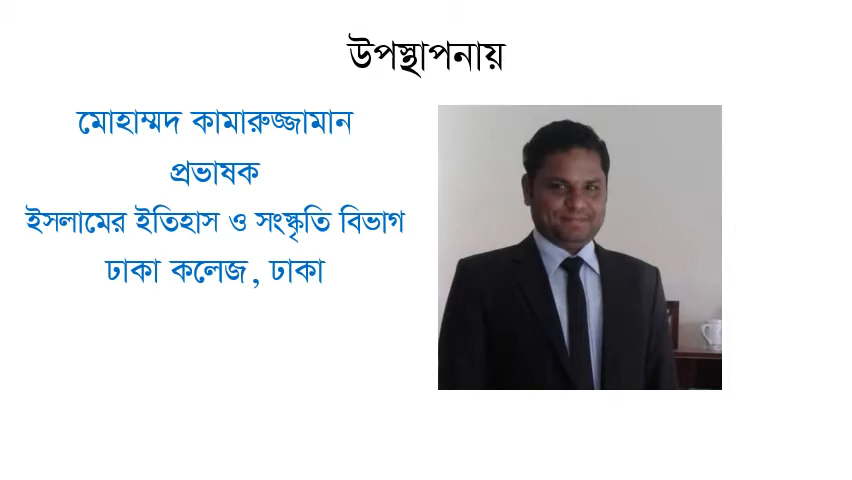 উপস্থাপনায়
মোহাম্মদ কামারুজ্জামান
প্রভাষক
ইসলামের ইতিহাস ও সংস্কৃতি বিভাগ
ঢাকা কলেজ, ঢাকা